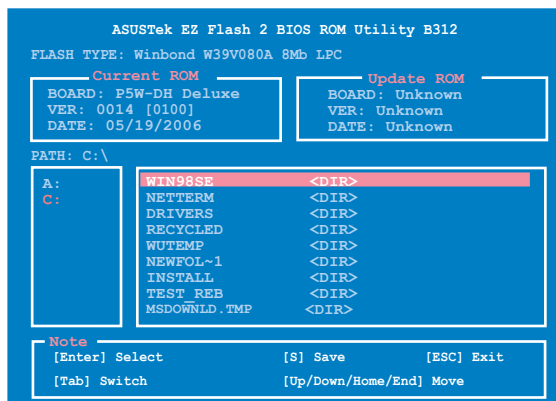 ASUSTek EZ Flash 2 BIOS ROM Utility B312
FLASH TYPE: Winbond W39V080A 8Mb LPC
Current ROM
BOARD: P5W-DH Deluxe
VER: 0014 [0100]
DATE: 05/19/2006
Update ROM
BOARD: Unknown
VER: Unknown
DATE: Unknown
PATH: C:\
A:
C:
WIN98SE <DIR>
NETTERM <DIR>
DRIVERS <DIR>
RECYCLED <DIR>
WUTEMP <DIR>
NEWFOL~1 <DIR>
INSTALL <DIR>
TEST_REB <DIR>
MSDOWNLD.TMP <DIR>
Note
[Enter] Select [S] Save [ESC] Exit
[Tab] Switch [Up/Down/Home/End] Move